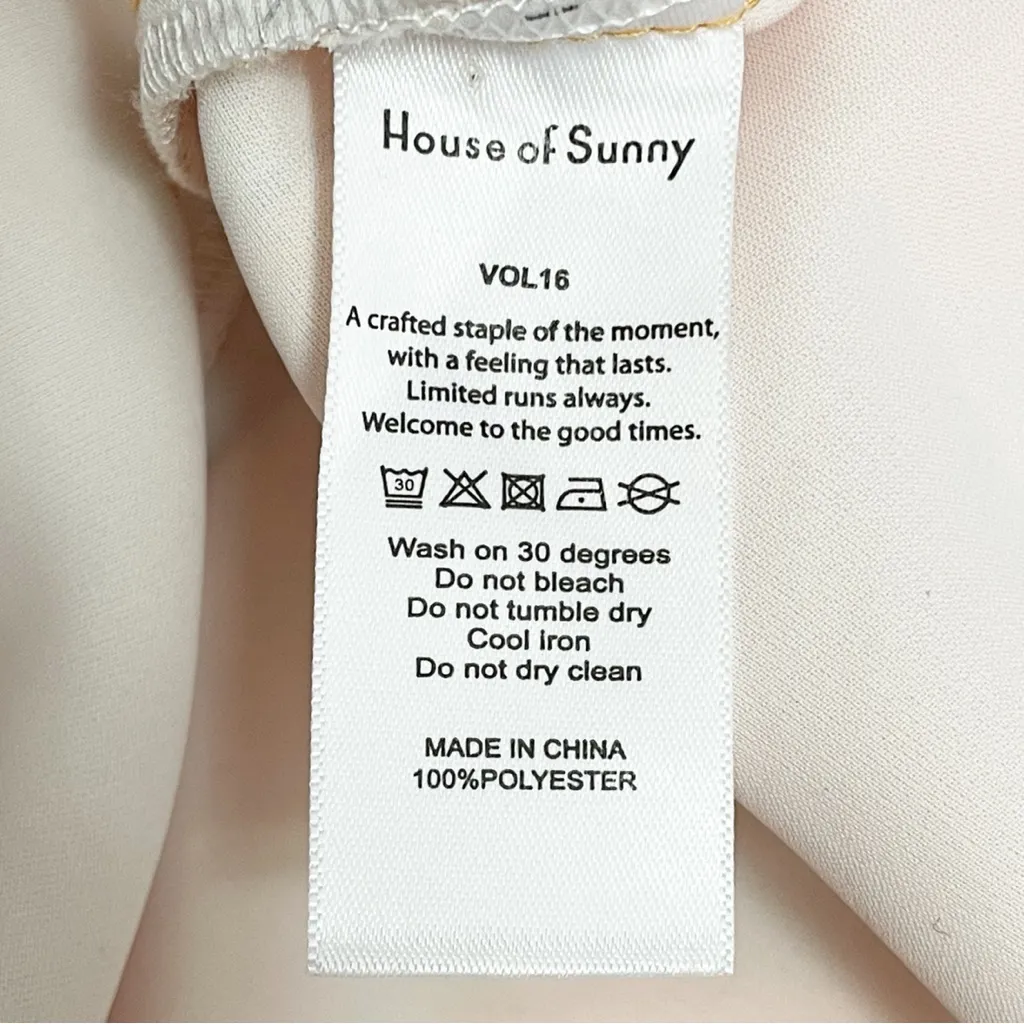 House of Sunny
VOL16
A crafted staple of the moment,
with a feeling that lasts.
Limited runs always.
Welcome to the good times.
30
Wash on 30 degrees
Do not bleach
Do not tumble dry
Cool iron
Do not dry clean
MADE IN CHINA
100%POLYESTER